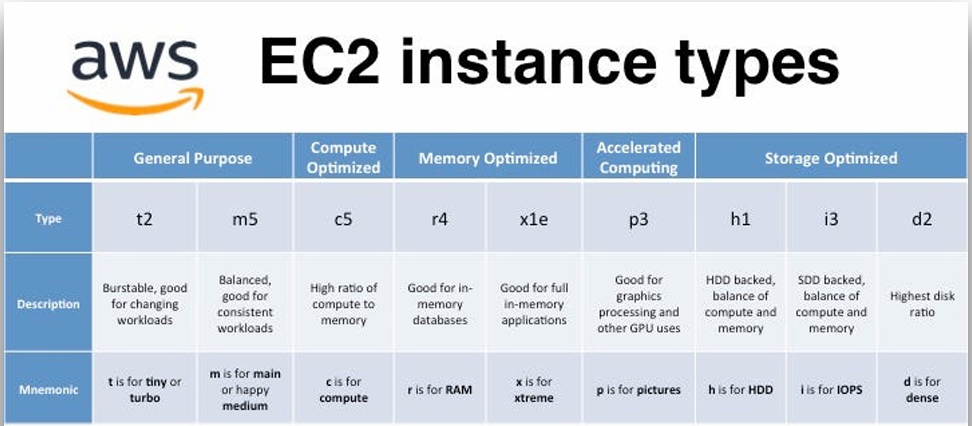 aws
EC2 instance types
General Purpose
Compute
Optimized
Memory Optimized
Accelerated
Computing
Storage Optimized
Type
t2
m5
c5
r4
x1e
p3
h1
i3
d2
Description
Burstable, good
for changing
workloads
Balanced,
good for
consistent
workloads
High ratio of
compute to
memory
Good for in-
memory
databases
Good for full
in-memory
applications
Good for
graphics
processing and
other GPU uses
HDD backed,
balance of
compute and
memory
SDD backed,
balance of
compute and
memory
Highest disk
ratio
Mnemonic
t is for tiny or
turbo
m is for main
or happy
medium
c is for
compute
r is for RAM
x is for
xtreme
p is for pictures
h is for HDD
i is for IOPS
d is for
dense